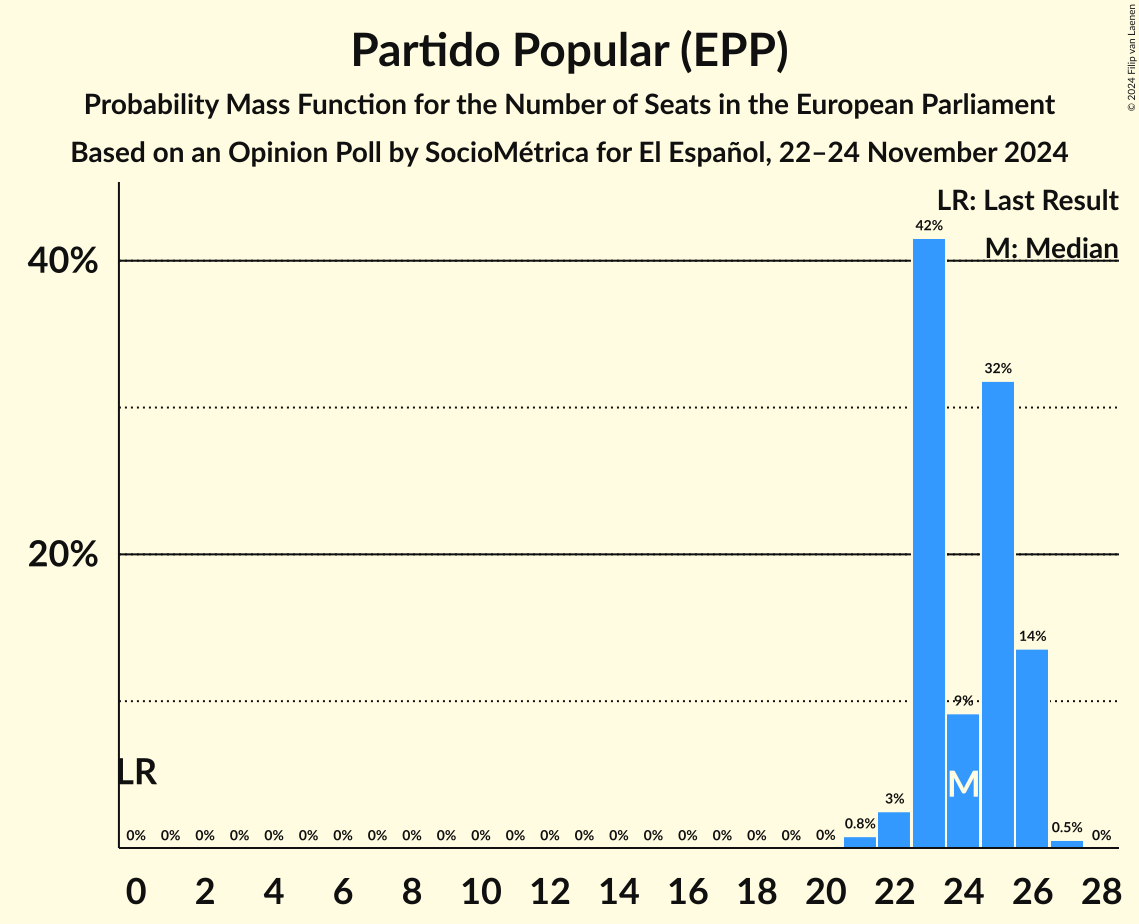 Partido Popular (EPP)
Probability Mass Function for the Number of Seats in the European Parliament
Based on an Opinion Poll by SocioMétrica for El Español, 22–24 November 2024
© 2024 Filip van Laenen
LR: Last Result
M: Median
40%
20%
42%
32%
14%
9%
LR
M
0% 0% 0% 0% 0% 0% 0% 0% 0% 0% 0% 0% 0% 0% 0% 0% 0% 0% 0% 0% 0% 0.8% 3% 0.5% 0%
0 2 4 6 8 10 12 14 16 18 20 22 24 26 28